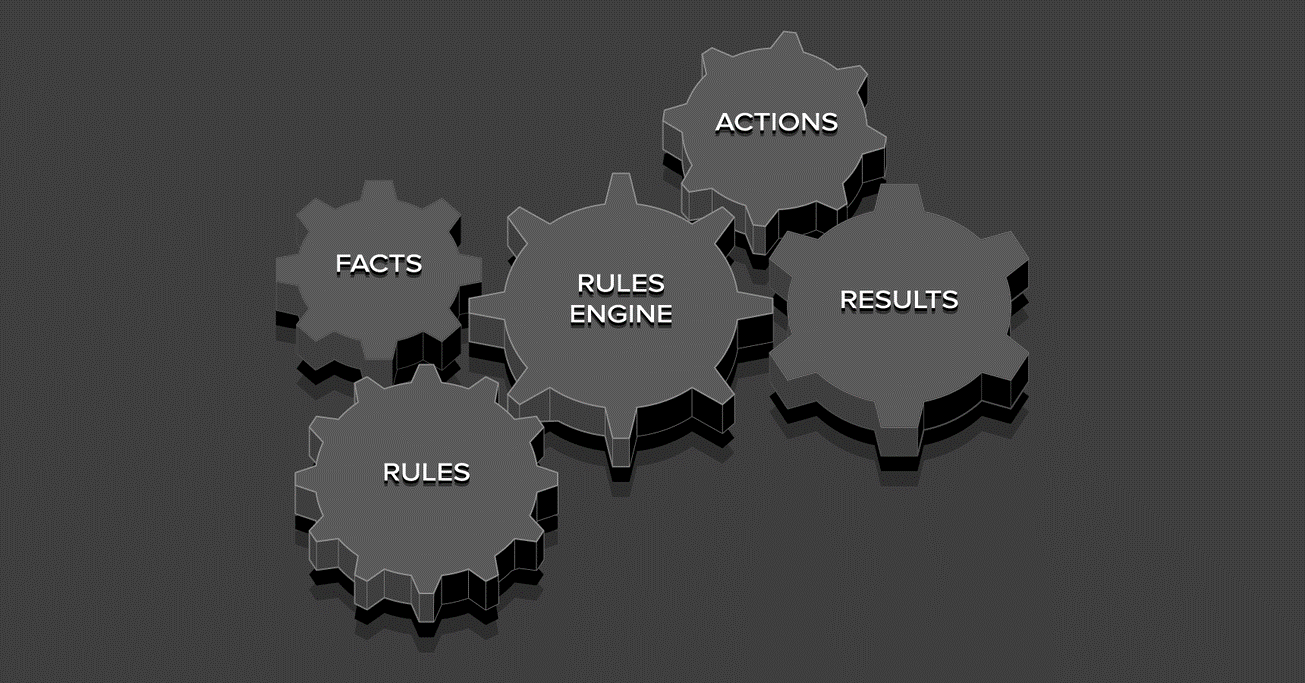 ACTIONS
FACTS
RULES
ENGINE
RESULTS
RULES